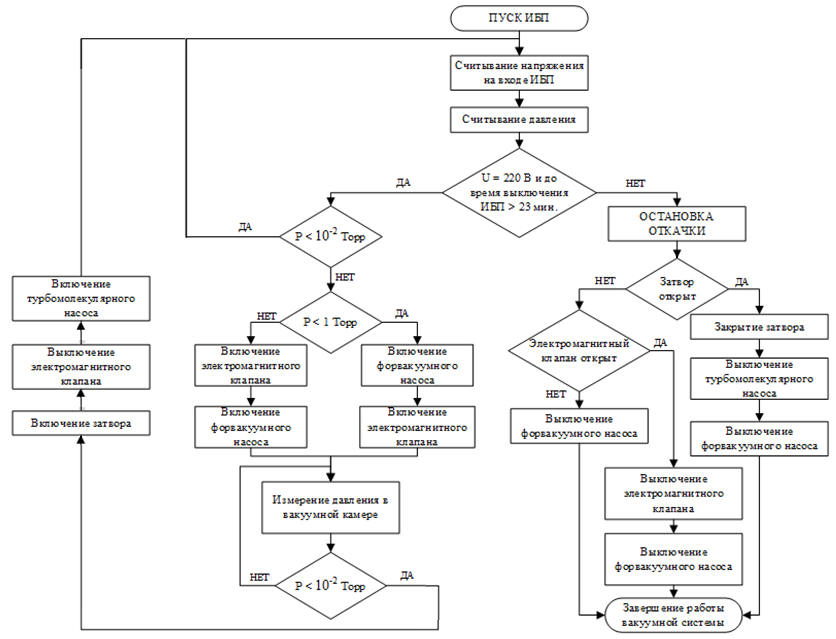 ПУСК ИБП
Считывание напряжения
на входе ИБП
Считывание давления
U = 220 В и до
время выключения
ИБП > 23 мин.
ДА
НЕТ
P < 10⁻² Торр
ДА
НЕТ
P < 1 Торр
НЕТ
ДА
Включение
электромагнитного
клапана
Включение
форвакуумного
насоса
Включение
форвакуумного
насоса
Включение
электромагнитного
клапана
Измерение давления в
вакуумной камере
P < 10⁻² Торр
НЕТ
ДА
Включение
турбомолекулярного
насоса
Выключение
электромагнитного
клапана
Включение затвора
ОСТАНОВКА
ОТКАЧКИ
Затвор
открыт
НЕТ
ДА
Электромагнитный
клапан открыт
ДА
НЕТ
Выключение
форвакуумного насоса
Закрытие затвора
Выключение
турбомолекулярного
насоса
Выключение
форвакуумного насоса
Выключение
электромагнитного
клапана
Выключение
форвакуумного насоса
Завершение работы
вакуумной системы